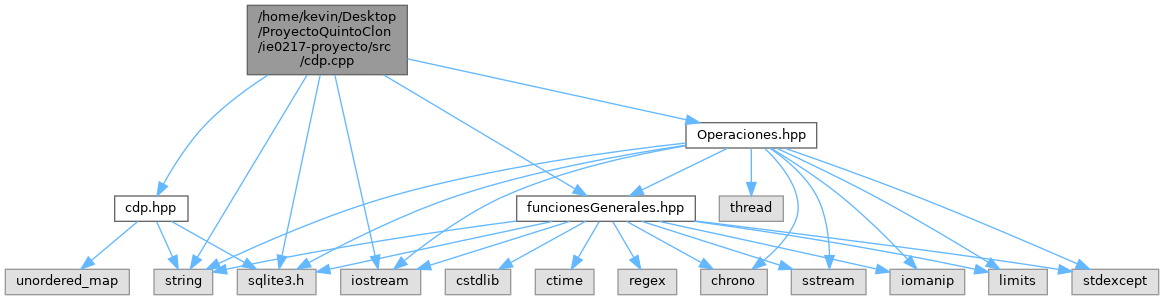 /home/kevin/Desktop
/ProyectoQuintoClon
/ie0217-proyecto/src
/cdp.cpp
Operaciones.hpp
cdp.hpp
funcionesGenerales.hpp
thread
unordered_map
string
sqlite3.h
iostream
cstdlib
ctime
regex
chrono
sstream
iomanip
limits
stdexcept